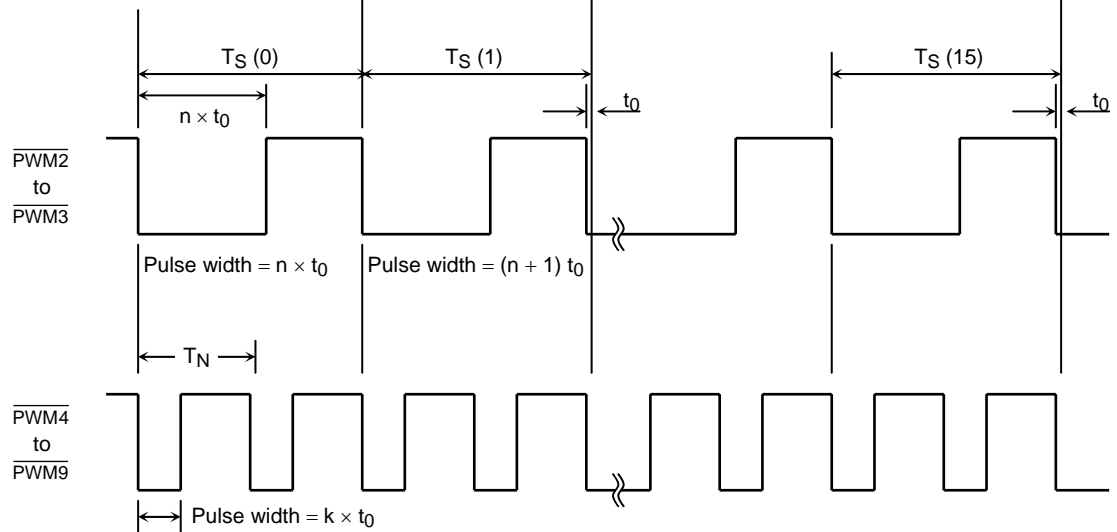 T_S (0)
T_S (1)
T_S (15)
n × t_0
t_0
t_0
PWM2
to
PWM3
Pulse width = n × t_0
Pulse width = (n + 1) t_0
T_N
PWM4
to
PWM9
Pulse width = k × t_0